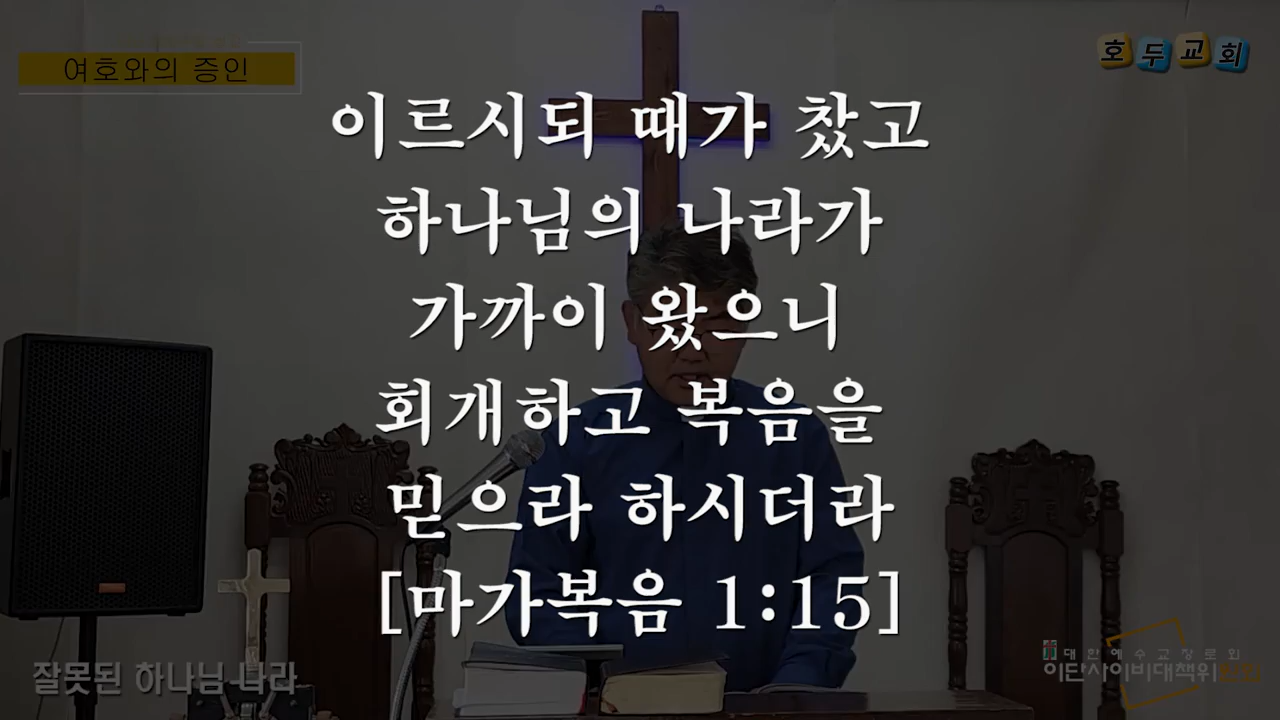 여호와의 증인
호두교회
이르시되 때가 찼고
하나님의 나라가
가까이 왔으니
회개하고 복음을
믿으라 하시더라
[마가복음 1:15]
잘못된 하나님 나라
대한예수교장로회
이단사이비대책위원회